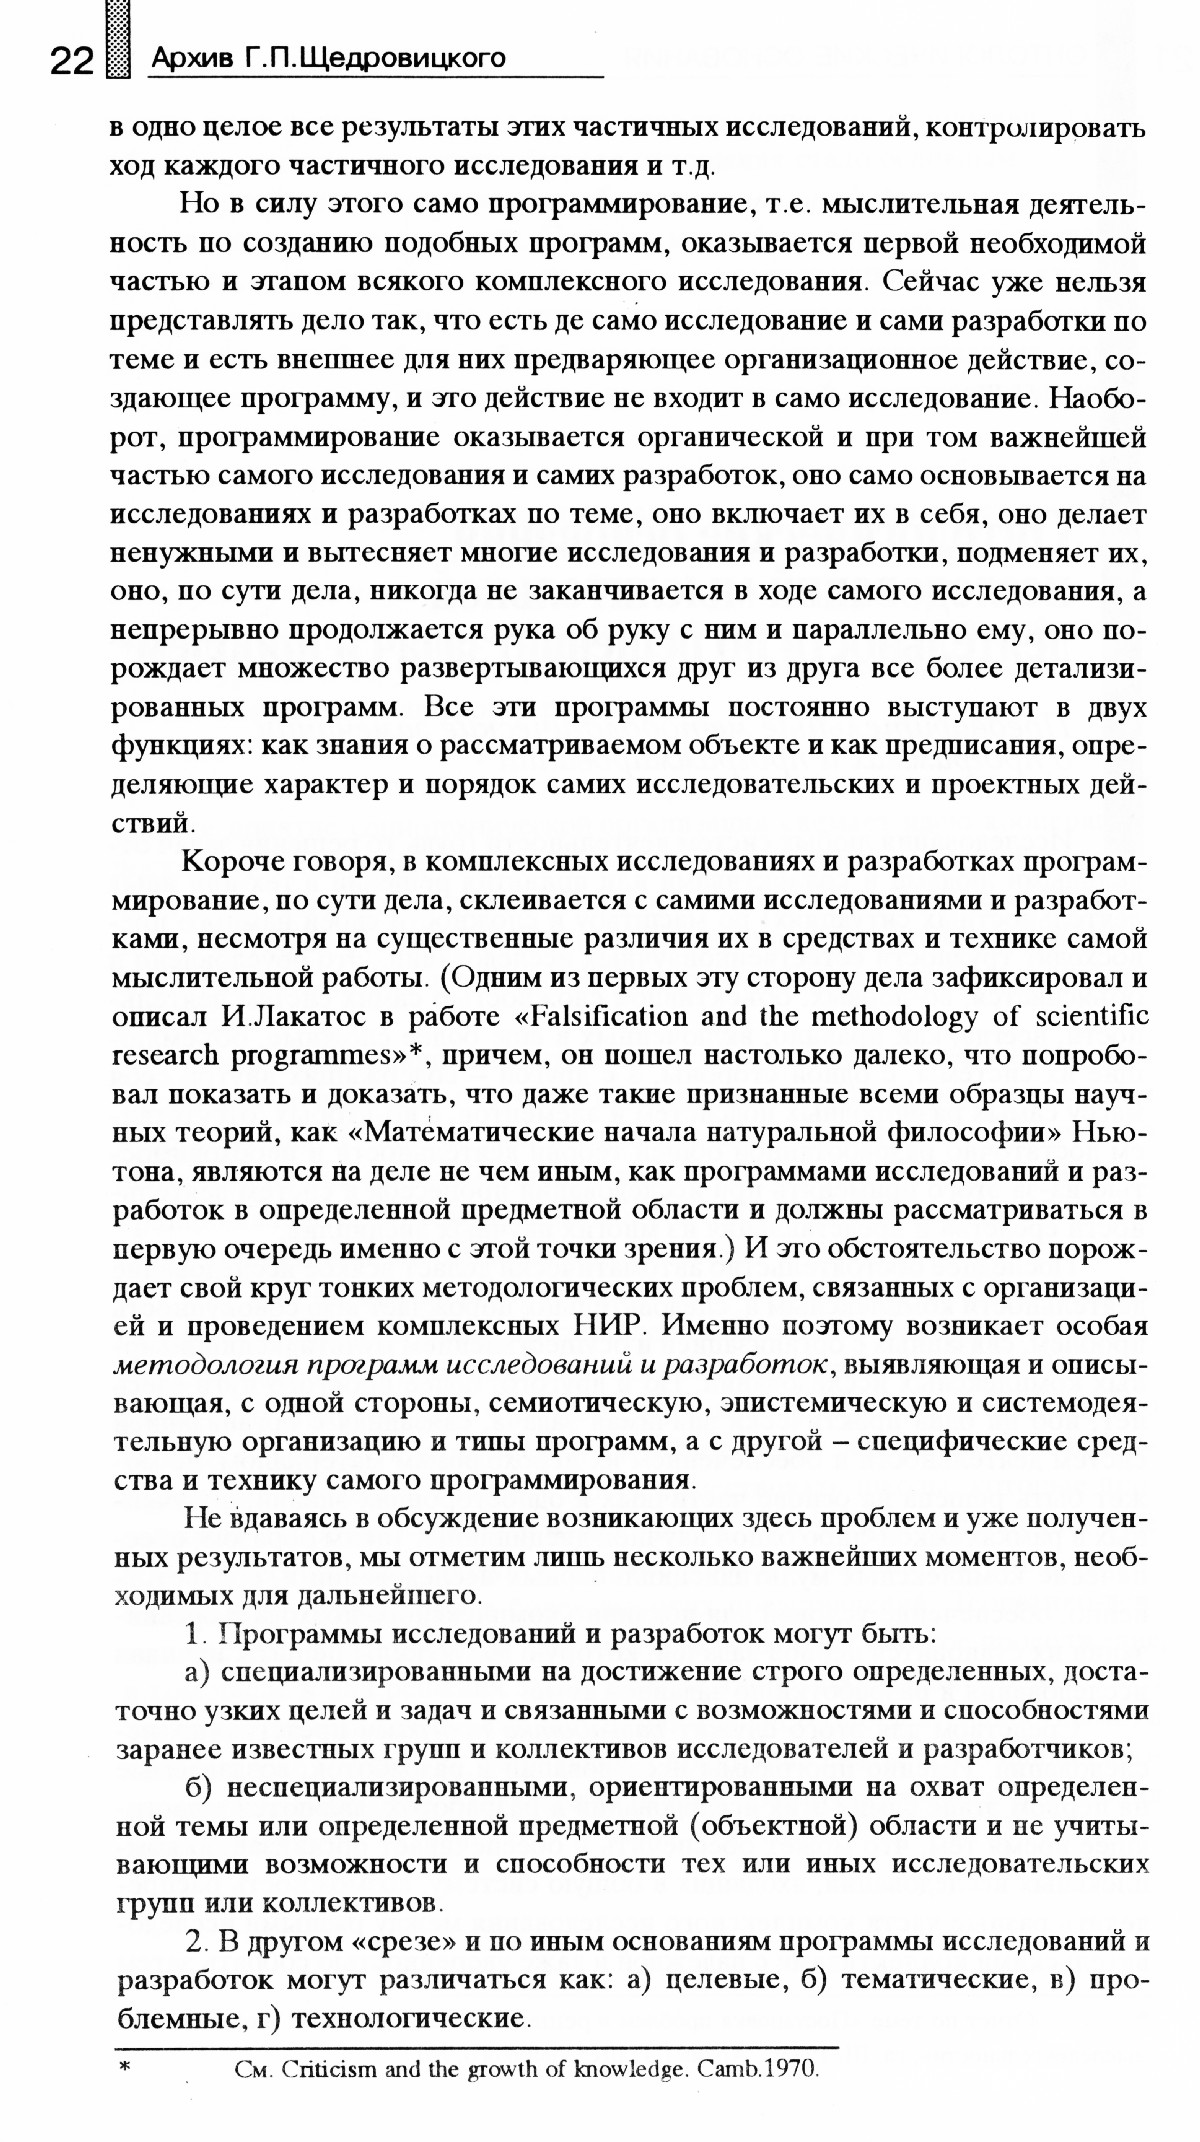 22 Архив Г.П.Щедровицкого
в одно целое все результаты этих частичных исследований, контролировать
ход каждого частичного исследования и т.д.
Но в силу этого само программирование, т.е. мыслительная деятель-
ность по созданию подобных программ, оказывается первой необходимой
частью и этапом всякого комплексного исследования. Сейчас уже нельзя
представлять дело так, что есть де само исследование и сами разработки по
теме и есть внешнее для них предваряющее организационное действие, со-
здающее программу, и это действие не входит в само исследование. Наобо-
рот, программирование оказывается органической и при том важнейшей
частью самого исследования и самих разработок, оно само основывается на
исследованиях и разработках по теме, оно включает их в себя, оно делает
ненужными и вытесняет многие исследования и разработки, подменяет их,
оно, по сути дела, никогда не заканчивается в ходе самого исследования, а
непрерывно продолжается рука об руку с ним и параллельно ему, оно по-
рождает множество развертывающихся друг из друга все более детализи-
рованных программ. Все эти программы постоянно выступают в двух
функциях: как знания о рассматриваемом объекте и как предписания, опре-
деляющие характер и порядок самих исследовательских и проектных дей-
ствий.
Короче говоря, в комплексных исследованиях и разработках програм-
мирование, по сути дела, склеивается с самими исследованиями и разработ-
ками, несмотря на существенные различия их в средствах и технике самой
мыслительной работы. (Одним из первых эту сторону дела зафиксировал и
описал И.Лакатос в работе «Falsification and the methodology of scientific
research programmes»*, причем, он пошел настолько далеко, что попробо-
вал показать и доказать, что даже такие признанные всеми образцы науч-
ных теорий, как «Математические начала натуральной философии» Нью-
тона, являются на деле не чем иным, как программами исследований и раз-
работок в определенной предметной области и должны рассматриваться в
первую очередь именно с этой точки зрения.) И это обстоятельство порож-
дает свой круг тонких методологических проблем, связанных с организаци-
ей и проведением комплексных НИР. Именно поэтому возникает особая
методология программ исследований и разработок, выявляющая и описы-
вающая, с одной стороны, семиотическую, эпистемическую и системодея-
тельную организацию и типы программ, а с другой – специфические сред-
ства и технику самого программирования.
Не вдаваясь в обсуждение возникающих здесь проблем и уже получен-
ных результатов, мы отметим лишь несколько важнейших моментов, необ-
ходимых для дальнейшего.
1. Программы исследований и разработок могут быть:
а) специализированными на достижение строго определенных, доста-
точно узких целей и задач и связанными с возможностями и способностями
заранее известных групп и коллективов исследователей и разработчиков;
б) неспециализированными, ориентированными на охват определен-
ной темы или определенной предметной (объектной) области и не учиты-
вающими возможности и способности тех или иных исследовательских
групп или коллективов.
2. В другом «срезе» и по иным основаниям программы исследований и
разработок могут различаться как: а) целевые, б) тематические, в) про-
блемные, г) технологические.
* См. Criticism and the growth of knowledge. Camb.1970.